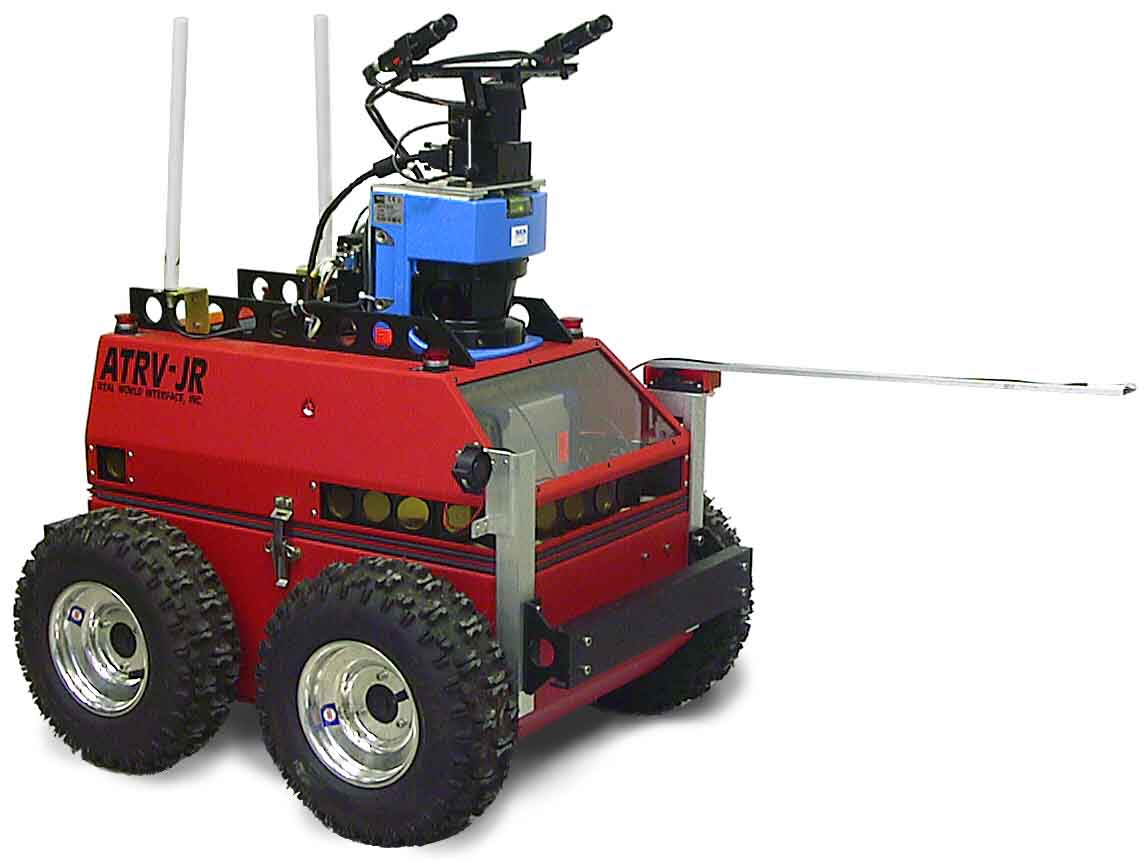 ATRV-JR
REAL WORLD INTERFACE, INC.